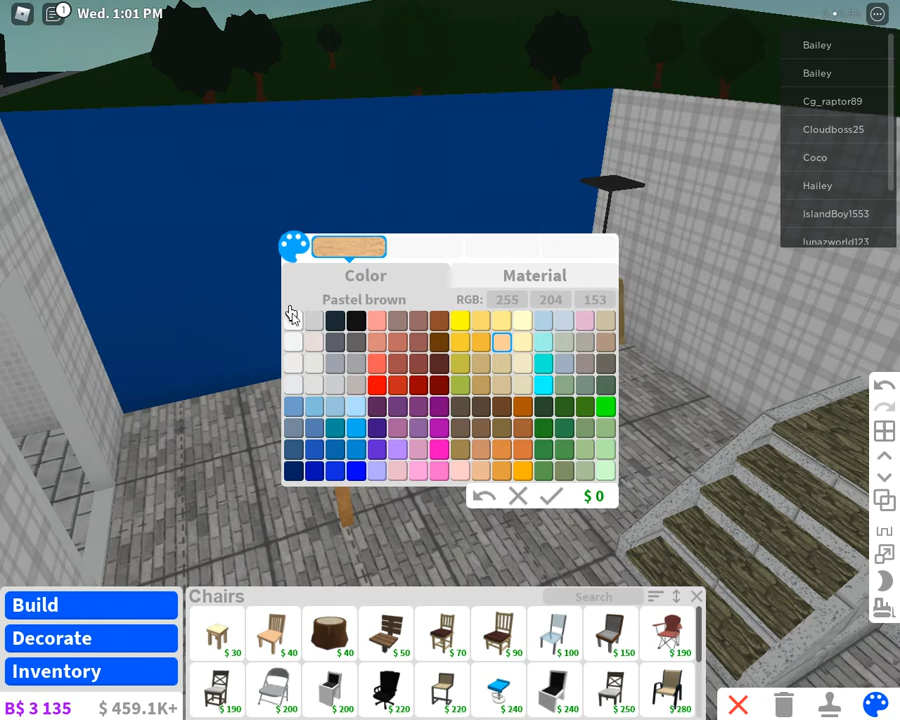 1
Wed. 1:01 PM
Bailey
Bailey
Cg_raptor89
Cloudboss25
Coco
Hailey
IslandBoy1553
lunazworld123
Color
Material
Pastel brown
RGB: 255 204 153
$ 0
Build
Decorate
Inventory
B$ 3 135 $ 459.1K+
Chairs
Search
$ 30 $ 40 $ 40 $ 50 $ 70 $ 90 $ 100 $ 150 $ 190
$ 190 $ 200 $ 200 $ 220 $ 220 $ 240 $ 240 $ 250 $ 280